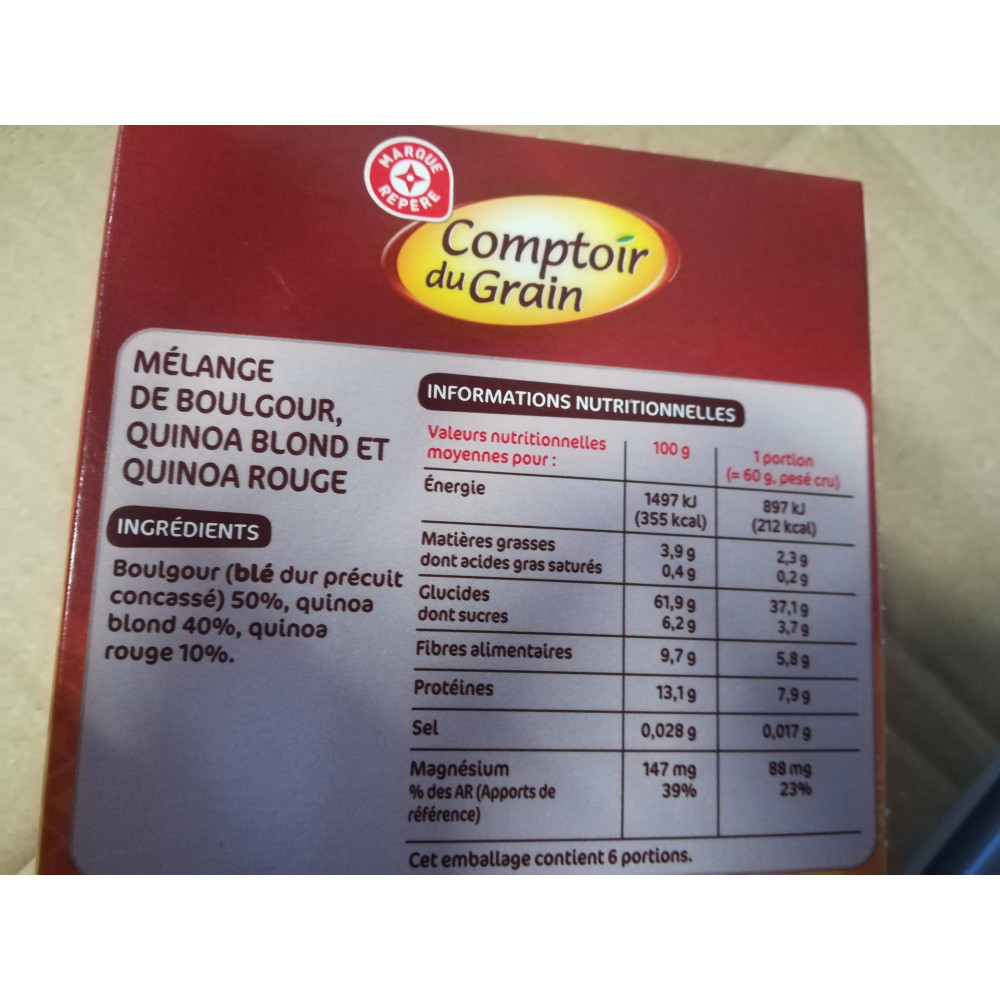 MARQUE
REPÈRE
Comptoir
du Grain
MÉLANGE
DE BOULGOUR,
QUINOA BLOND ET
QUINOA ROUGE
INGRÉDIENTS
Boulgour (blé dur précuit
concassé) 50%, quinoa
blond 40%, quinoa
rouge 10%.
INFORMATIONS NUTRITIONNELLES
Valeurs nutritionnelles
moyennes pour :
100 g
1 portion
(= 60 g, pesé cru)
Énergie
1497 kJ
(355 kcal)
897 kJ
(212 kcal)
Matières grasses 3,9 g 2,3 g
dont acides gras saturés 0,4 g 0,2 g
Glucides 61,9 g 37,1 g
dont sucres 6,2 g 3,7 g
Fibres alimentaires 9,7 g 5,8 g
Protéines 13,1 g 7,9 g
Sel 0,028 g 0,017 g
Magnésium 147 mg 88 mg
% des AR (Apports de 39% 23%
référence)
Cet emballage contient 6 portions.